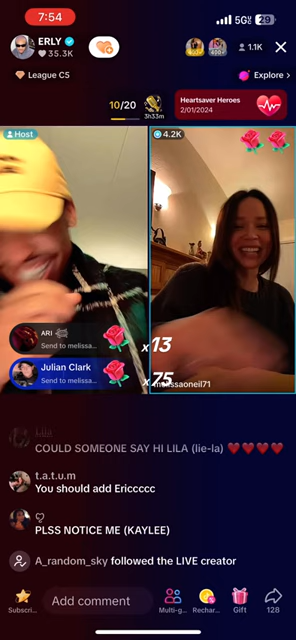 7:54
5G 29
ERLY
35.3K
1.1K
League C5
Explore >
10/20
3h33m
Heartsaver Heroes
2/01/2024
Host
4.2K
ARI
Send to melissa...
x13
Julian Clark
Send to melissa...
x75
melissaoneil71
COULD SOMEONE SAY HI LILA (lie-la)
t.a.t.u.m
You should add Ericcccc
PLSS NOTICE ME (KAYLEE)
A_random_sky followed the LIVE creator
Add comment
Subscri...
Multi-g...
Rechar...
Gift
128